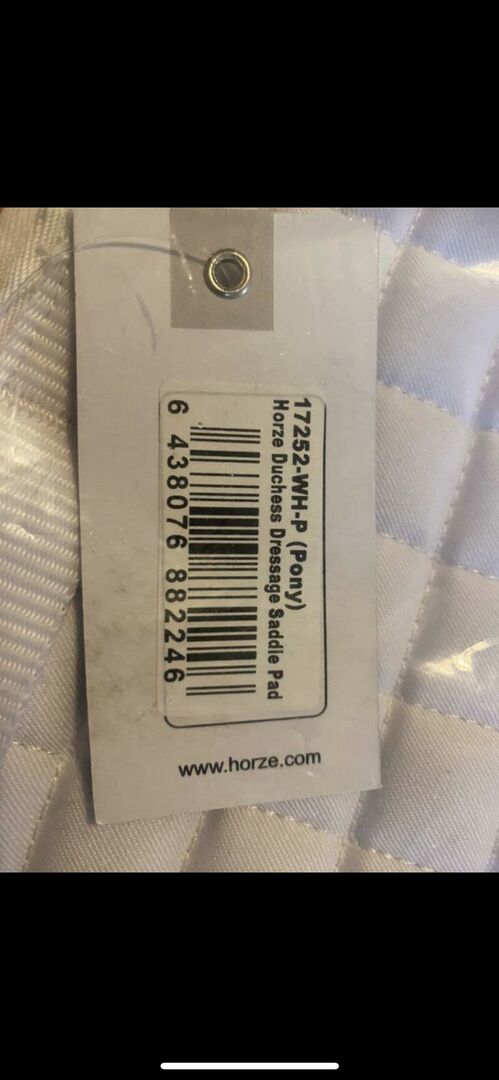 17252-WH-P (Pony)
Horze Duchess Dressage Saddle Pad
6 438076 882246
www.horze.com